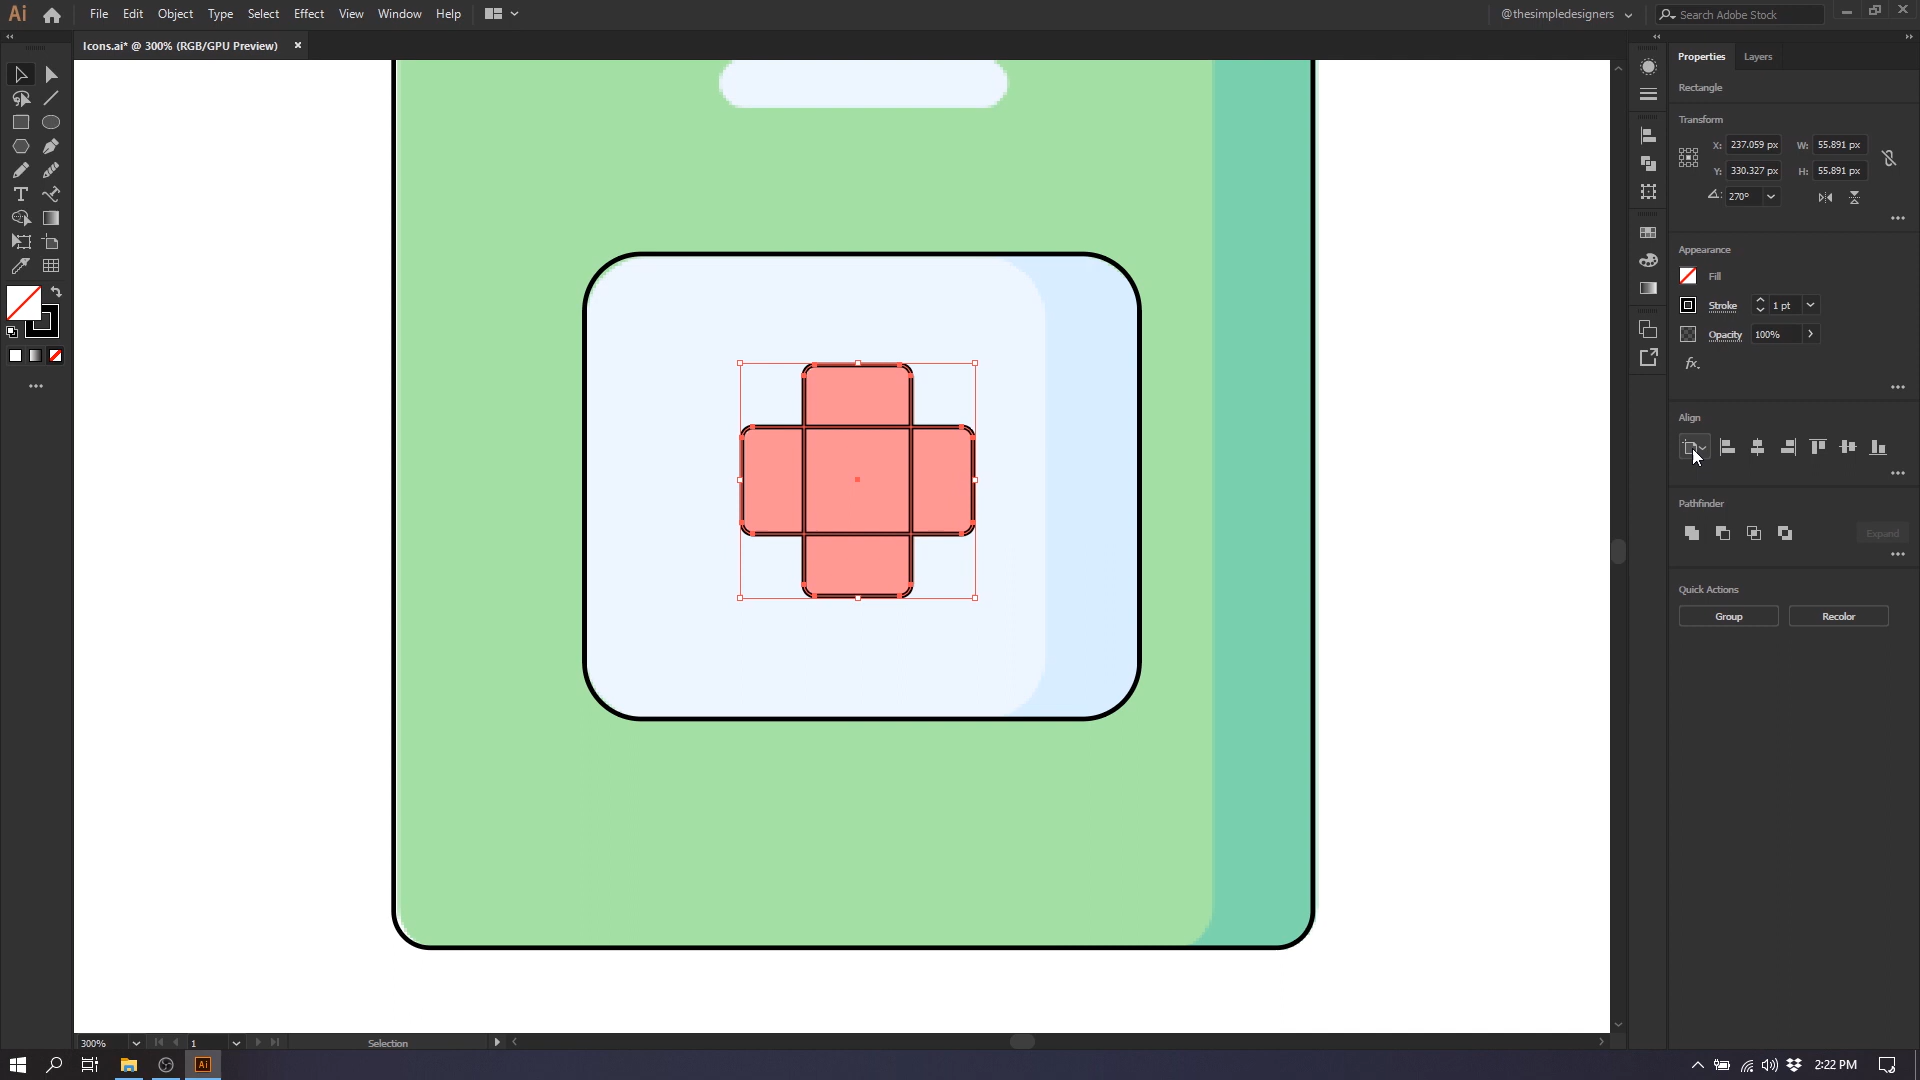 Ai File Edit Object Type Select Effect View Window Help @thesimpledesigners Search Adobe Stock
Icons.ai* @ 300% (RGB/GPU Preview) ×
Properties Layers
Rectangle
Transform
X: 237.059 px W: 55.891 px
Y: 330.327 px H: 55.891 px
270°
Appearance
Fill
Stroke 1 pt
Opacity 100%
fx.
Align
Pathfinder
Expand
Quick Actions
Group Recolor
T
300% 1 Selection
Ai 2:22 PM